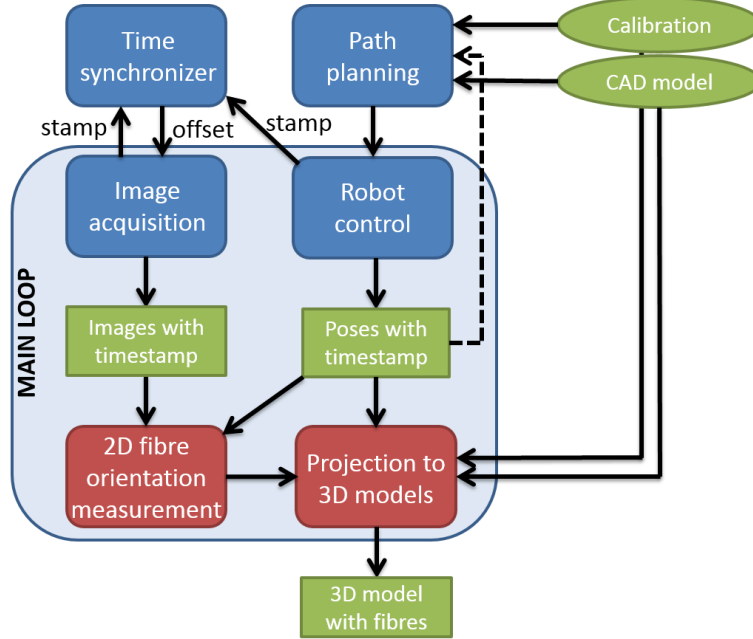 Time
synchronizer
Path
planning
Calibration
CAD model
stamp
offset
stamp
Image
acquisition
Robot
control
MAIN LOOP
Images with
timestamp
Poses with
timestamp
2D fibre
orientation
measurement
Projection to
3D models
3D model
with fibres